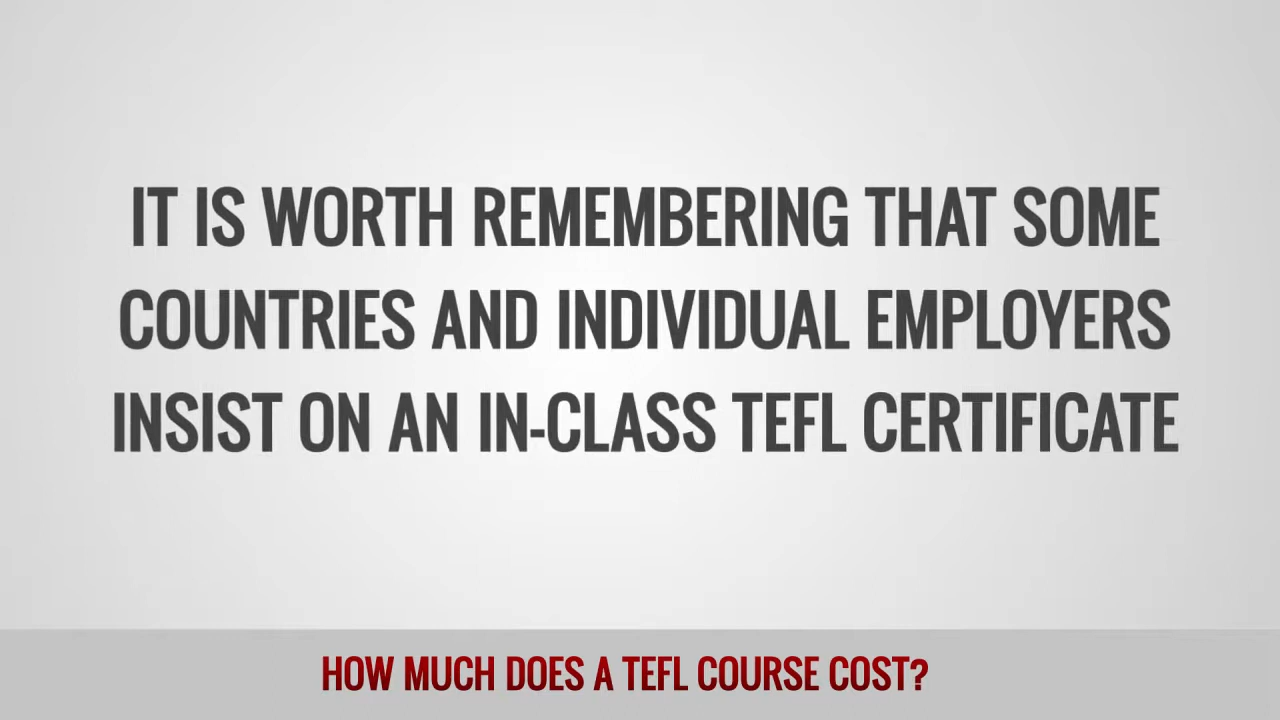 IT IS WORTH REMEMBERING THAT SOME
COUNTRIES AND INDIVIDUAL EMPLOYERS
INSIST ON AN IN-CLASS TEFL CERTIFICATE
HOW MUCH DOES A TEFL COURSE COST?